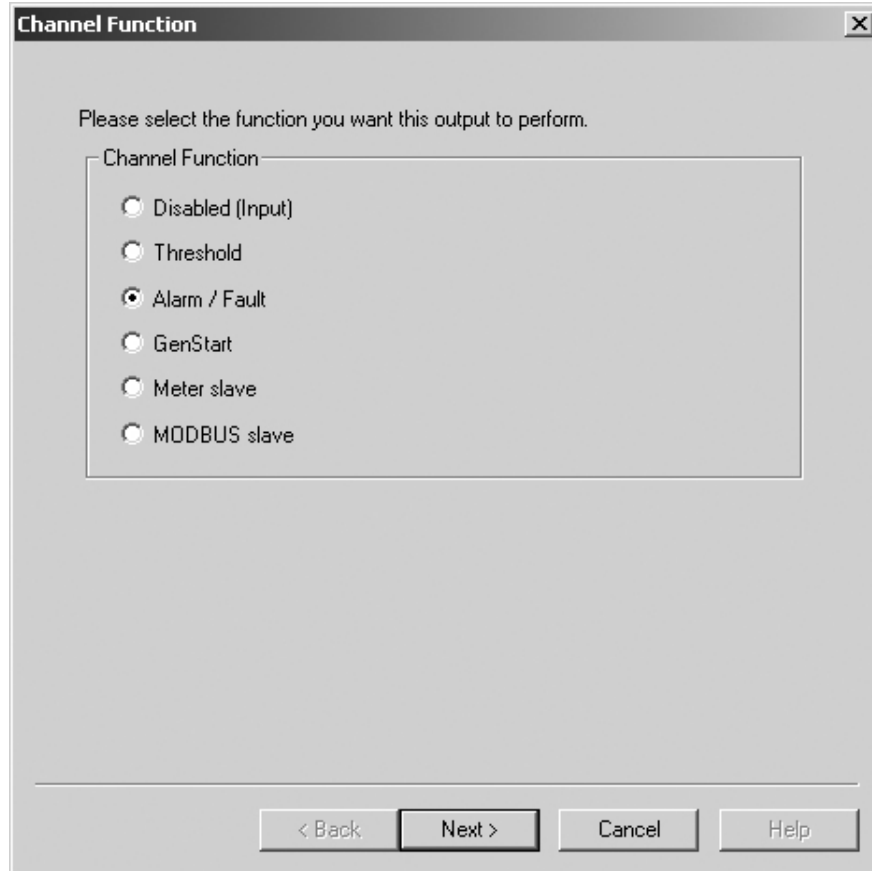 Channel Function
Please select the function you want this output to perform.
Channel Function
Disabled (Input)
Threshold
Alarm / Fault
GenStart
Meter slave
MODBUS slave
< Back Next > Cancel Help